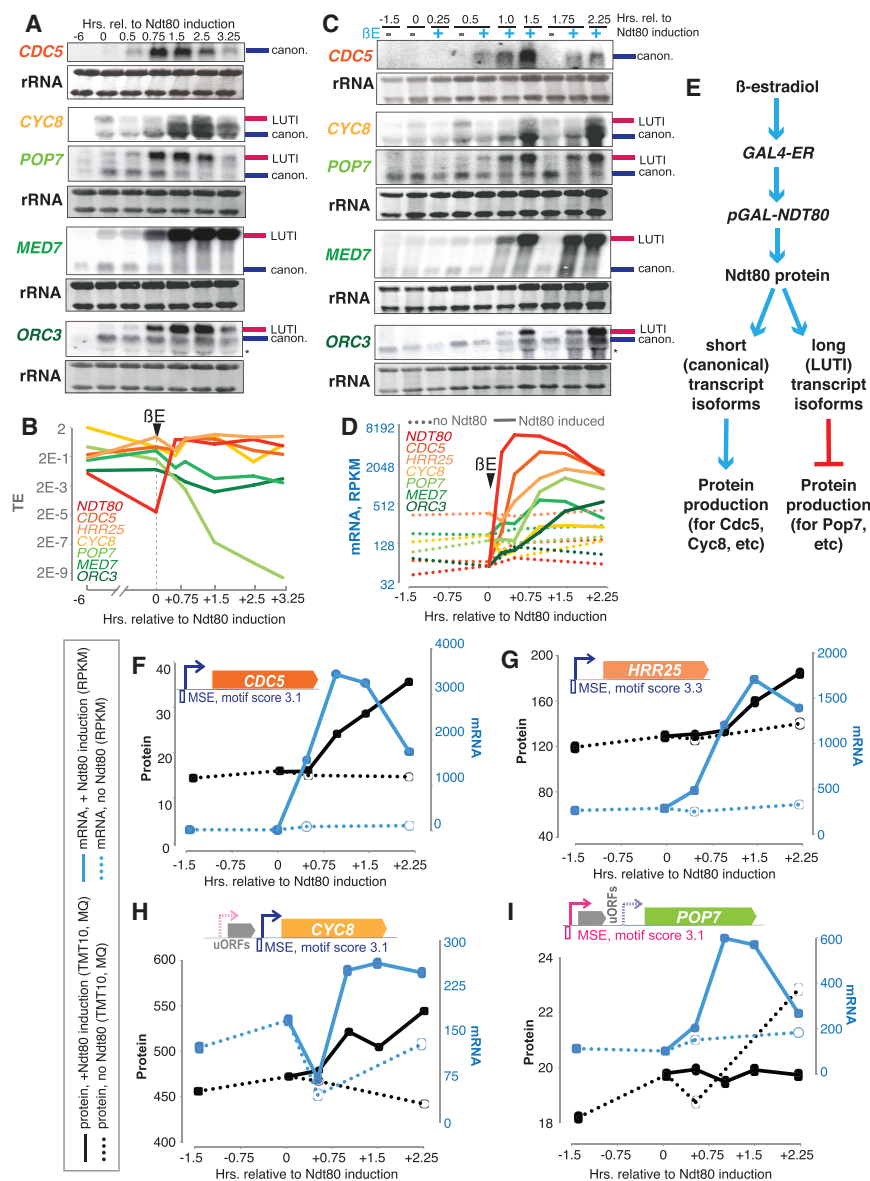 A
Hrs. relative to Ndt80 induction
-6 0 0.5 0.75 1.5 2.5 3.25
CDC5
canon.
rRNA
CYC8
LUTI
canon.
POP7
LUTI
canon.
rRNA
MED7
LUTI
canon.
rRNA
ORC3
LUTI
canon.
*
rRNA
C
-1.5 0 0.25 0.5 1.0 1.5 1.75 2.25
Hrs. rel. to Ndt80 induction
ßE - - + - + + + - + +
CDC5
canon.
rRNA
CYC8
LUTI
canon.
POP7
LUTI
canon.
rRNA
MED7
LUTI
canon.
rRNA
ORC3
LUTI
canon.
*
rRNA
E
ß-estradiol
GAL4-ER
pGAL-NDT80
Ndt80 protein
short (canonical) transcript isoforms
long (LUTI) transcript isoforms
Protein production (for Cdc5, Cyc8, etc)
Protein production (for Pop7, etc)
B
ßE
TE
2
2E-1
2E-3
2E-5
2E-7
2E-9
NDT80
CDC5
HRR25
CYC8
POP7
MED7
ORC3
-6 0 +0.75 +1.5 +2.5 +3.25
Hrs. relative to Ndt80 induction
D
no Ndt80 Ndt80 induced
mRNA, RPKM
8192
2048
512
128
32
NDT80
CDC5
HRR25
CYC8
POP7
MED7
ORC3
ßE
-1.5 -0.75 0 +0.75 +1.5 +2.25
Hrs. relative to Ndt80 induction
protein, +Ndt80 induction (TMT10, MQ)
protein, no Ndt80 (TMT10, MQ)
mRNA, + Ndt80 induction (RPKM)
mRNA, no Ndt80 (RPKM)
F
CDC5
MSE, motif score 3.1
Protein
40
30
20
10
0
mRNA
4000
3000
2000
1000
0
-1.5 -0.75 0 +0.75 +1.5 +2.25
Hrs. relative to Ndt80 induction
G
HRR25
MSE, motif score 3.3
Protein
200
160
120
80
40
mRNA
2000
1500
1000
500
0
-1.5 -0.75 0 +0.75 +1.5 +2.25
Hrs. relative to Ndt80 induction
H
uORFs
CYC8
MSE, motif score 3.1
Protein
600
550
500
450
400
mRNA
300
225
150
75
0
-1.5 -0.75 0 +0.75 +1.5 +2.25
Hrs. relative to Ndt80 induction
I
uORFs
POP7
MSE, motif score 3.1
Protein
24
22
20
18
mRNA
600
400
200
0
-1.5 -0.75 0 +0.75 +1.5 +2.25
Hrs. relative to Ndt80 induction